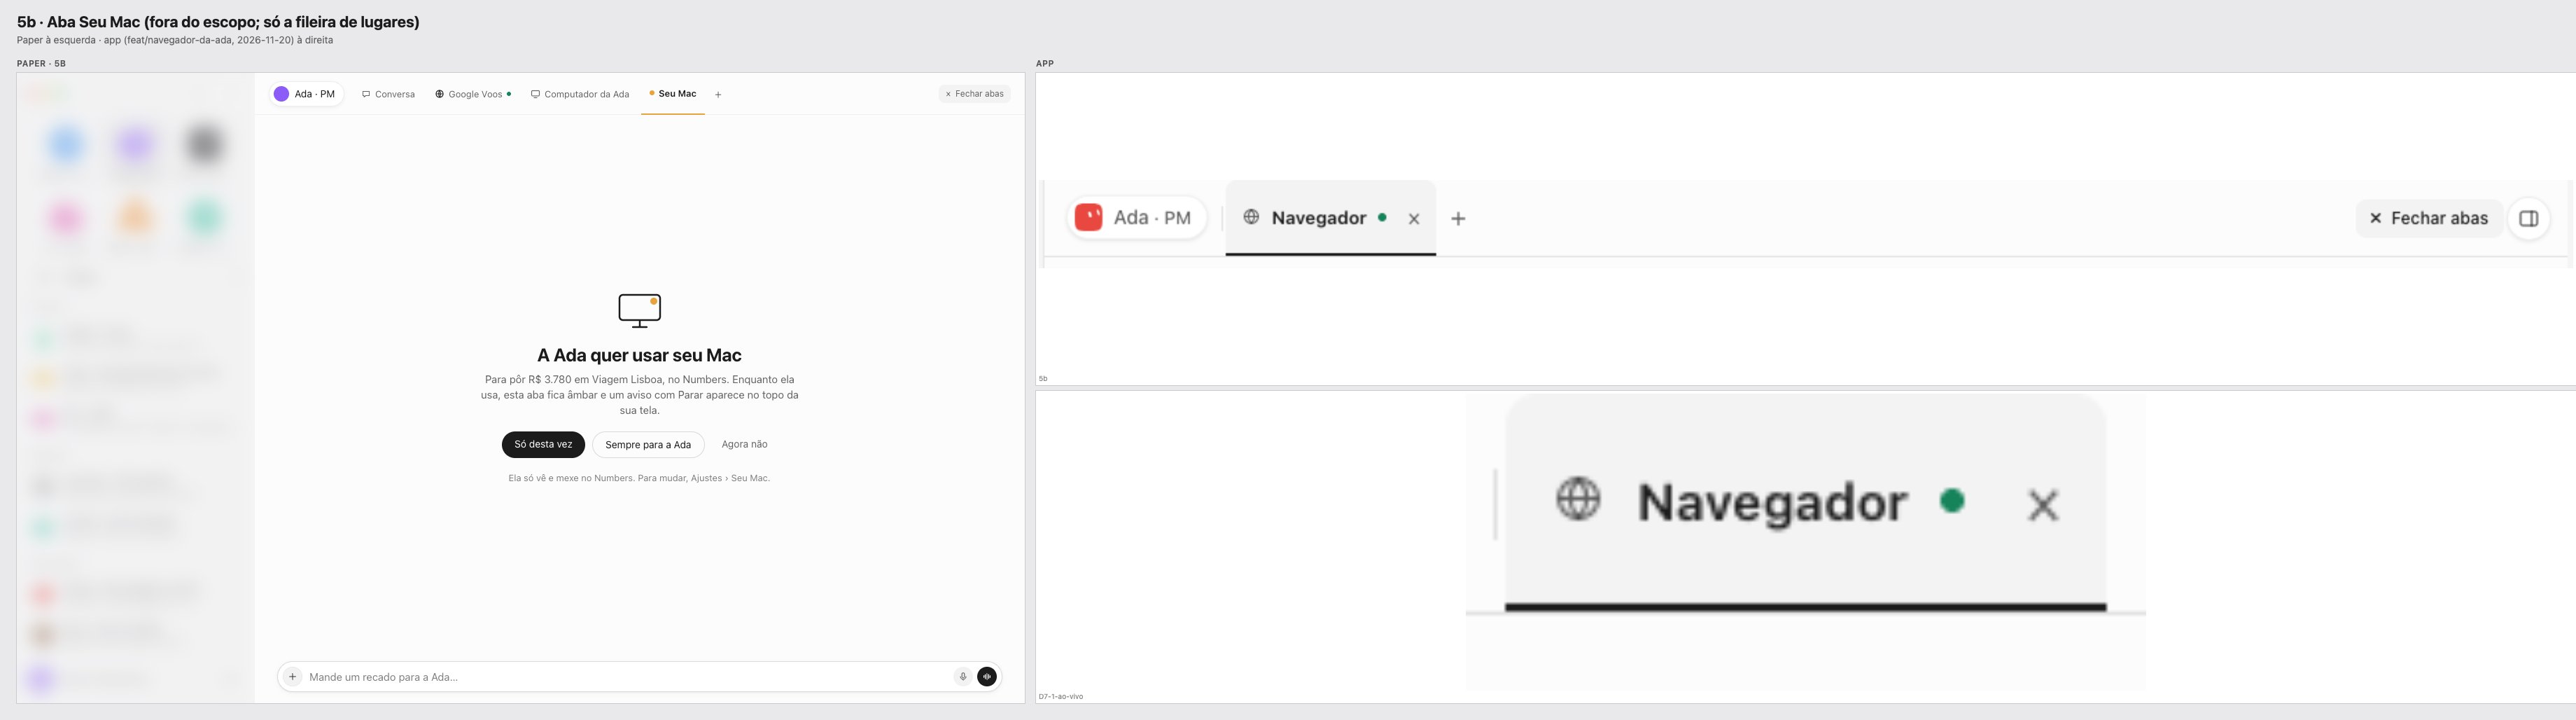 5b · Aba Seu Mac (fora do escopo; só a fileira de lugares)
Paper à esquerda · app (feat/navegador-da-ada, 2026-11-20) à direita
PAPER · 5B
Ada · PM
Conversa
Google Voos
Computador da Ada
Seu Mac
+
× Fechar abas
A Ada quer usar seu Mac
Para pôr R$ 3.780 em Viagem Lisboa, no Numbers. Enquanto ela
usa, esta aba fica âmbar e um aviso com Parar aparece no topo da
sua tela.
Só desta vez
Sempre para a Ada
Agora não
Ela só vê e mexe no Numbers. Para mudar, Ajustes › Seu Mac.
+
Mande um recado para a Ada...
APP
Ada · PM
Navegador
×
+
× Fechar abas
5b
Navegador
×
D7-1-ao-vivo